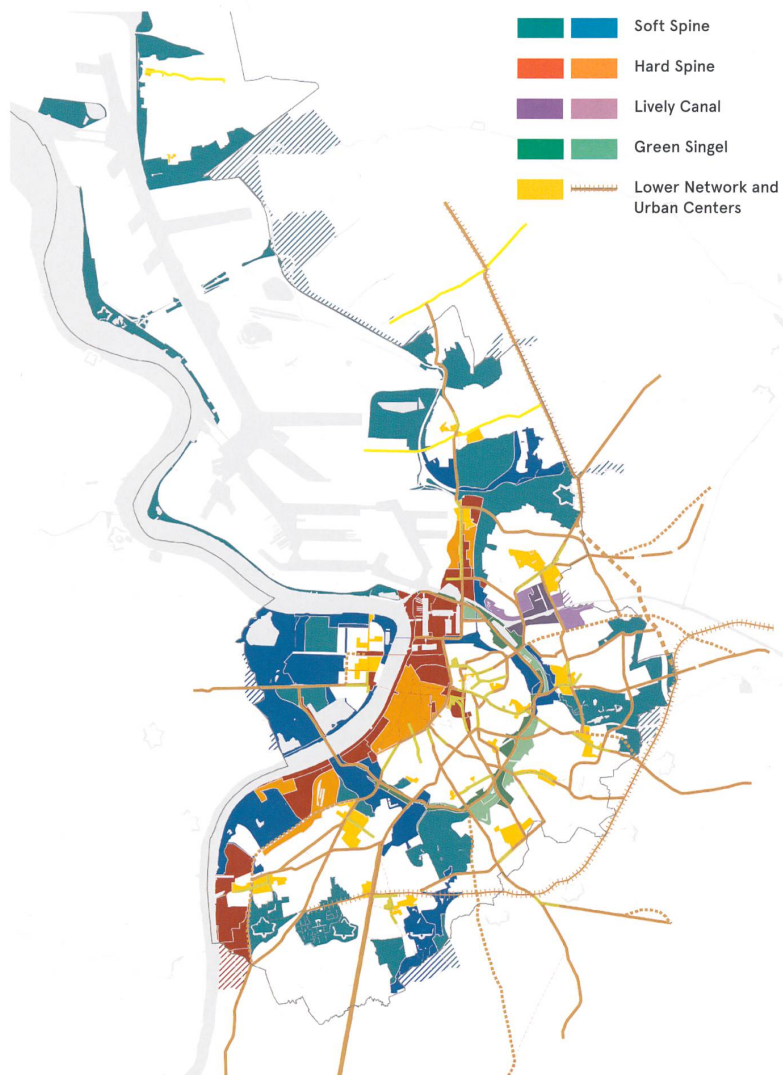 Soft Spine
Hard Spine
Lively Canal
Green Singel
Lower Network and
Urban Centers